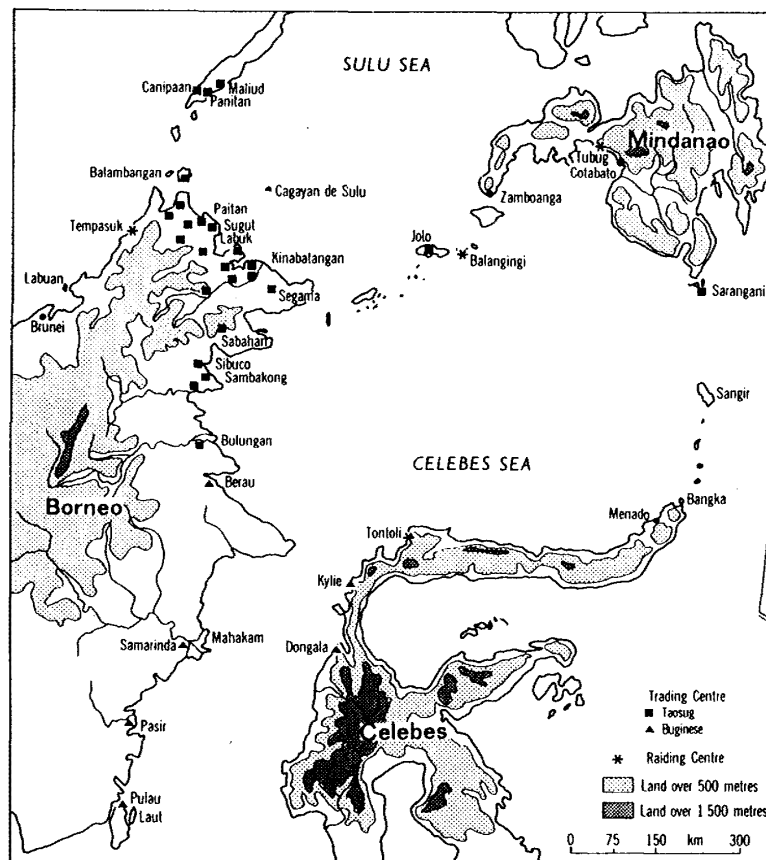 SULU SEA
Canipaan
Maliud
Panitan
Mindanao
Tubug
Cotabato
Balambangan
Cagayan de Sulu
Zamboanga
Paitan
Tempasuk
Sugut
Labuk
Jolo
Kinabatangan
Balangingi
Labuan
Segama
Sarangani
Brunei
Sabahan
Sibuco
Sambakong
Sangir
Bulungan
CELEBES SEA
Berau
Borneo
Bangka
Menado
Tontoli
Kylie
Mahakam
Samarinda
Dongala
Trading Centre
Taosug
Buginese
Pasir
Celebes
Raiding Centre
Land over 500 metres
Pulau
Laut
Land over 1 500 metres
0 75 150 km 300